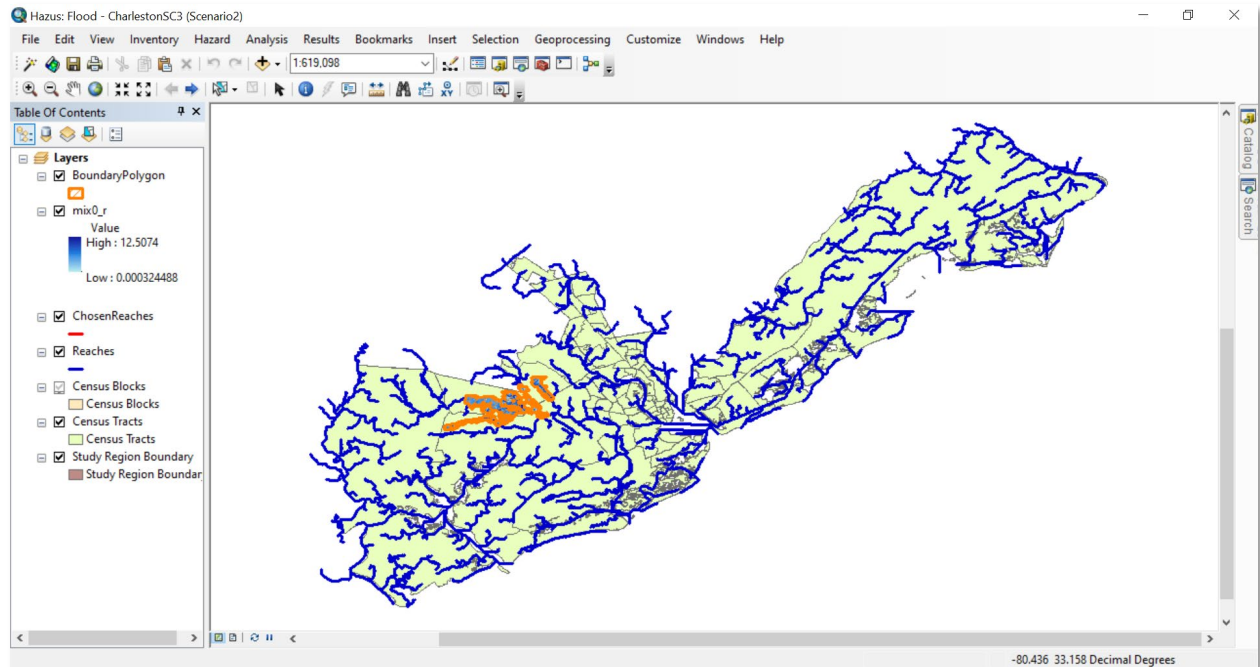 Hazus: Flood - CharlestonSC3 (Scenario2)
File Edit View Inventory Hazard Analysis Results Bookmarks Insert Selection Geoprocessing Customize Windows Help
1:619,098
XY
Table Of Contents
Layers
BoundaryPolygon
mix0_r
Value
High : 12.5074
Low : 0.000324488
ChosenReaches
Reaches
Census Blocks
Census Blocks
Census Tracts
Census Tracts
Study Region Boundary
Study Region Boundar
Catalog
Search
-80.436 33.158 Decimal Degrees